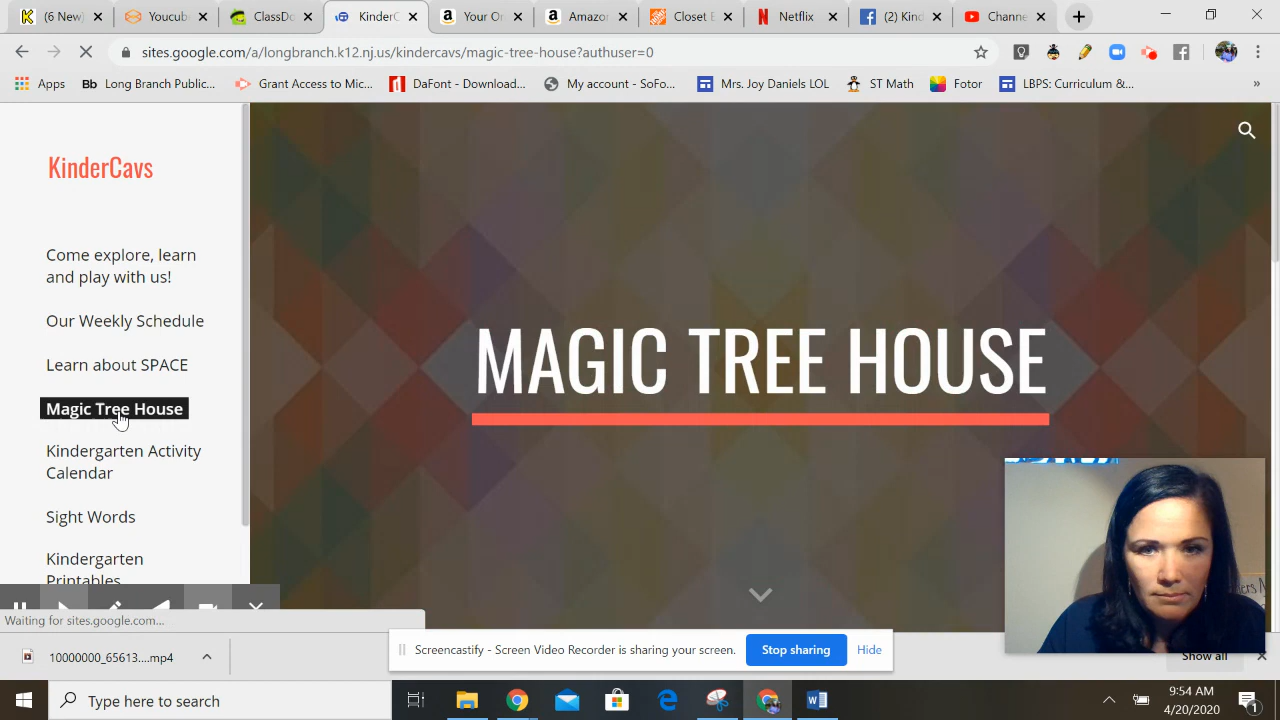 (6 New)
Youcub
ClassDo
KinderC
Your O
Amazor
Closet E
Netflix
(2) Kind
Channe
sites.google.com/a/longbranch.k12.nj.us/kindercavs/magic-tree-house?authuser=0
Apps
Bb Long Branch Public...
Grant Access to Mic...
DaFont - Download...
My account - SoFo...
Mrs. Joy Daniels LOL
ST Math
Fotor
LBPS: Curriculum &...
»
KinderCavs
Come explore, learn
and play with us!
Our Weekly Schedule
Learn about SPACE
Magic Tree House
Kindergarten Activity
Calendar
Sight Words
Kindergarten
Printables
MAGIC TREE HOUSE
Waiting for sites.google.com...
Screencastify - Screen Video Recorder is sharing your screen.
Stop sharing
Hide
10000000_65613....mp4
Show all
Type here to search
9:54 AM
4/20/2020